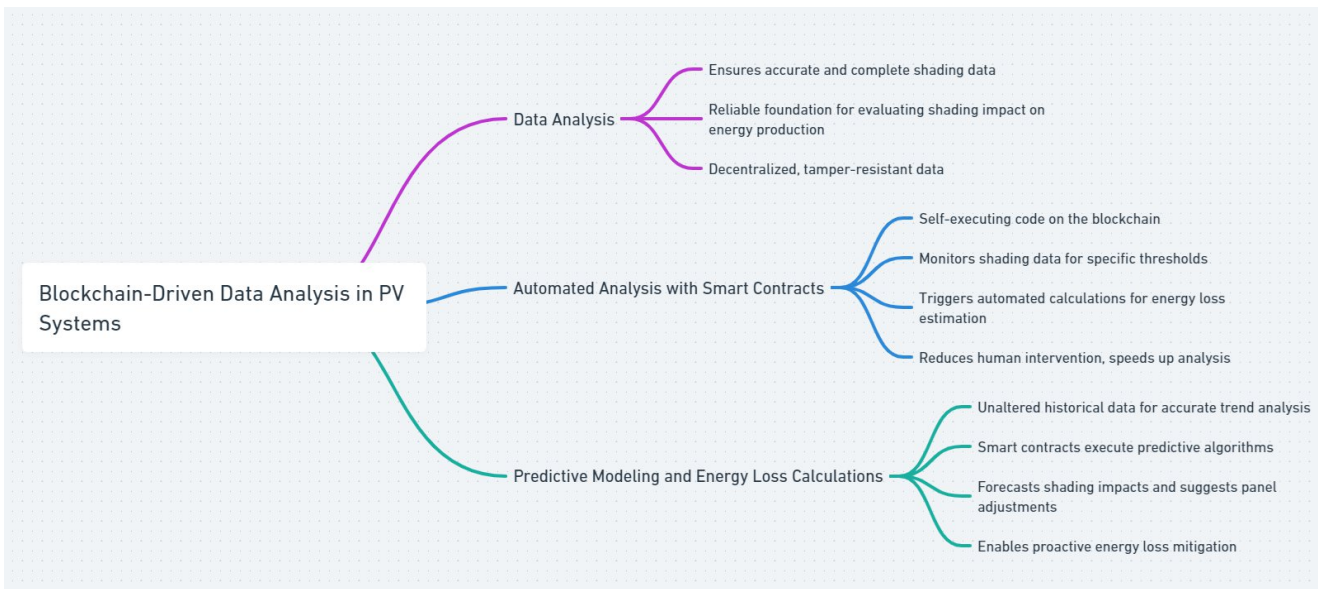 Blockchain-Driven Data Analysis in PV
Systems
Data Analysis
Ensures accurate and complete shading data
Reliable foundation for evaluating shading impact on
energy production
Decentralized, tamper-resistant data
Automated Analysis with Smart Contracts
Self-executing code on the blockchain
Monitors shading data for specific thresholds
Triggers automated calculations for energy loss
estimation
Reduces human intervention, speeds up analysis
Predictive Modeling and Energy Loss Calculations
Unaltered historical data for accurate trend analysis
Smart contracts execute predictive algorithms
Forecasts shading impacts and suggests panel
adjustments
Enables proactive energy loss mitigation